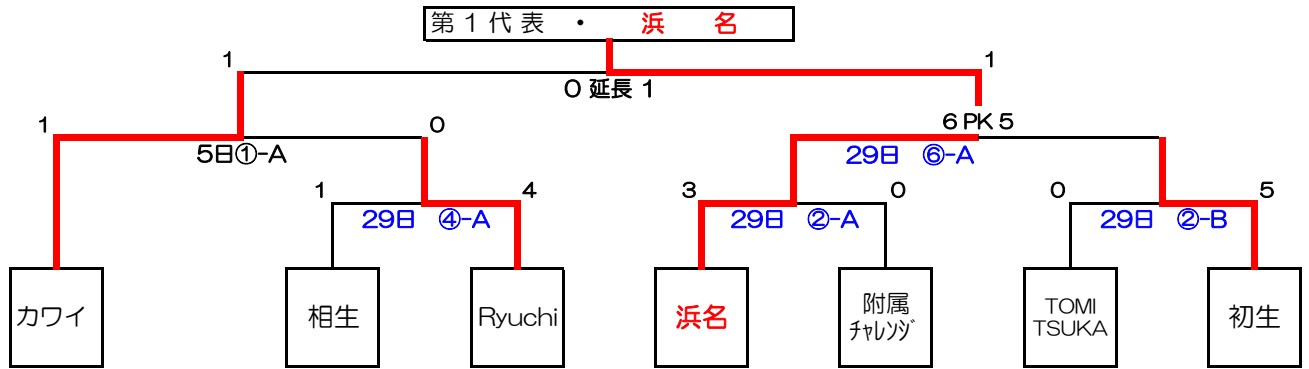 第１代表 ・ 浜 名
1 1
0 延長 1
1 0 6 PK 5
5日①-A 29日 ⑥-A
1 4 3 0 0 5
29日 ④-A 29日 ②-A 29日 ②-B
カワイ 相生 Ryuchi 浜名 附属 TOMI 初生
ﾁｬﾚﾝｼﾞ TSUKA